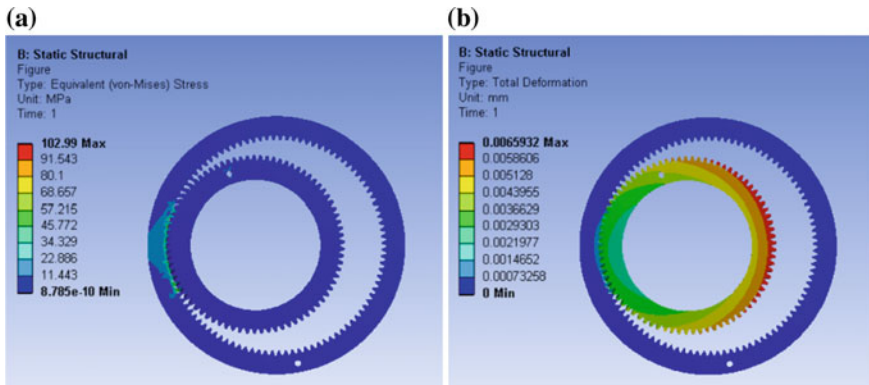 (a)
B: Static Structural
Figure
Type: Equivalent (von-Mises) Stress
Unit: MPa
Time: 1
102.99 Max
91.543
80.1
68.657
57.215
45.772
34.329
22.886
11.443
8.785e-10 Min
(b)
B: Static Structural
Figure
Type: Total Deformation
Unit: mm
Time: 1
0.0065932 Max
0.0058606
0.005128
0.0043955
0.0036629
0.0029303
0.0021977
0.0014652
0.00073258
0 Min